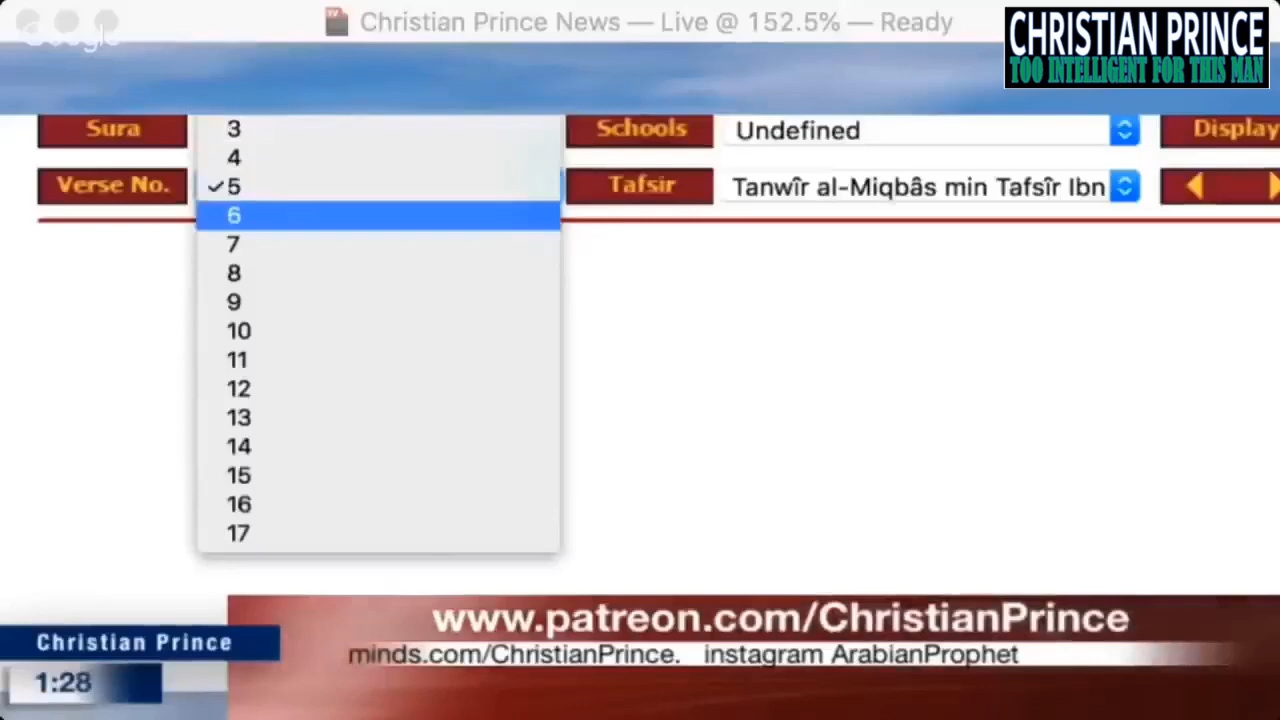 Christian Prince News — Live @ 152.5% — Ready
Google
CHRISTIAN PRINCE
TOO INTELLIGENT FOR THIS MAN
Sura
Schools
Undefined
Display
Verse No.
Tafsir
Tanwîr al-Miqbâs min Tafsîr Ibn
3
4
✓5
6
7
8
9
10
11
12
13
14
15
16
17
www.patreon.com/ChristianPrince
Christian Prince
minds.com/ChristianPrince. instagram ArabianProphet
1:28